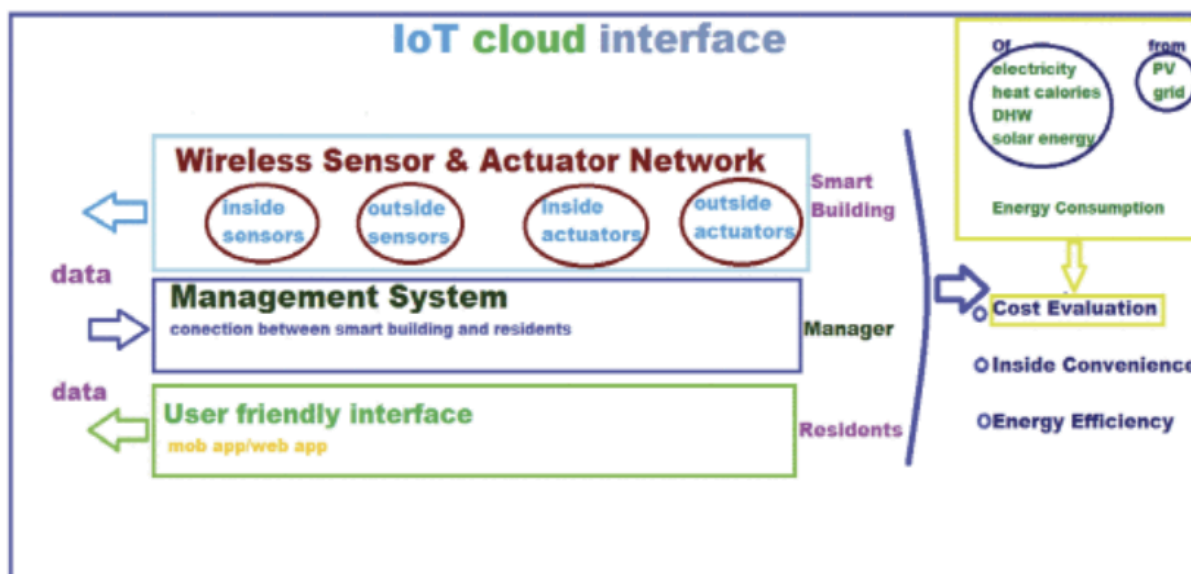 IoT cloud interface
Of
electricity
heat calories
DHW
solar energy
from
PV
grid
Energy Consumption
Wireless Sensor & Actuator Network
inside
sensors
outside
sensors
inside
actuators
outside
actuators
Smart
Building
data
Management System
conection between smart building and residents
Manager
data
User friendly interface
mob app/web app
Residents
Cost Evaluation
Inside Convenience
Energy Efficiency